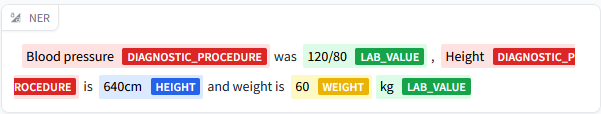 NER
Blood pressure DIAGNOSTIC_PROCEDURE was 120/80 LAB_VALUE , Height DIAGNOSTIC_P
ROCEDURE is 640cm HEIGHT and weight is 60 WEIGHT kg LAB_VALUE